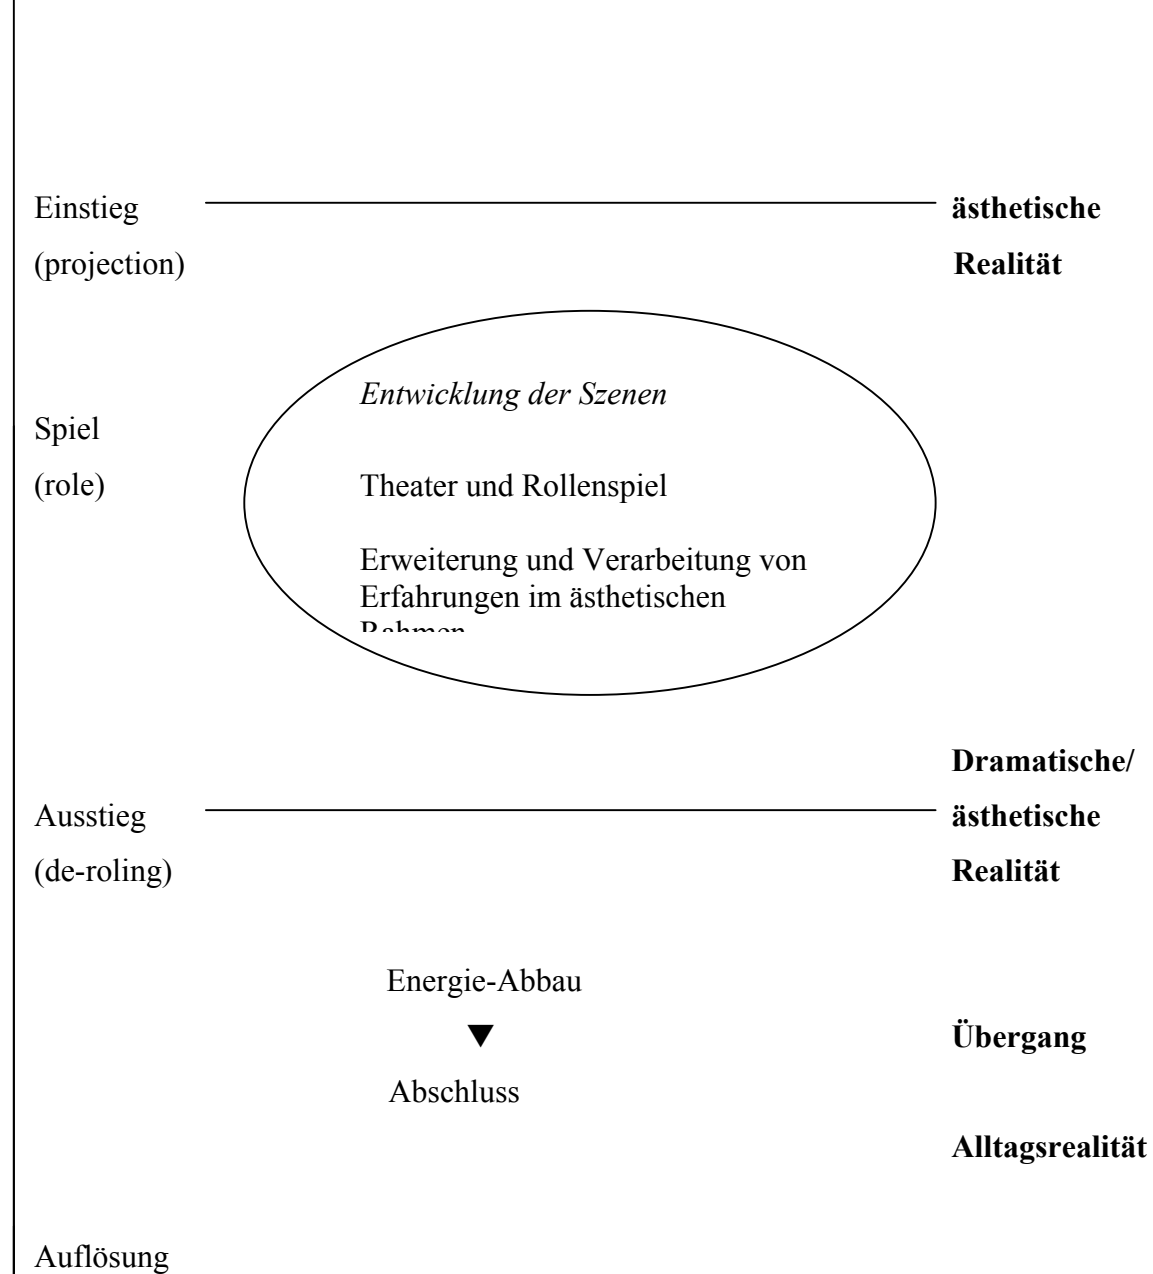 Einstieg
ästhetische
(projection)
Realität
Entwicklung der Szenen
Spiel
(role)
Theater und Rollenspiel
Erweiterung und Verarbeitung von
Erfahrungen im ästhetischen
Rahmen
Dramatische/
Ausstieg
ästhetische
(de-roling)
Realität
Energie-Abbau
Übergang
Abschluss
Alltagsrealität
Auflösung